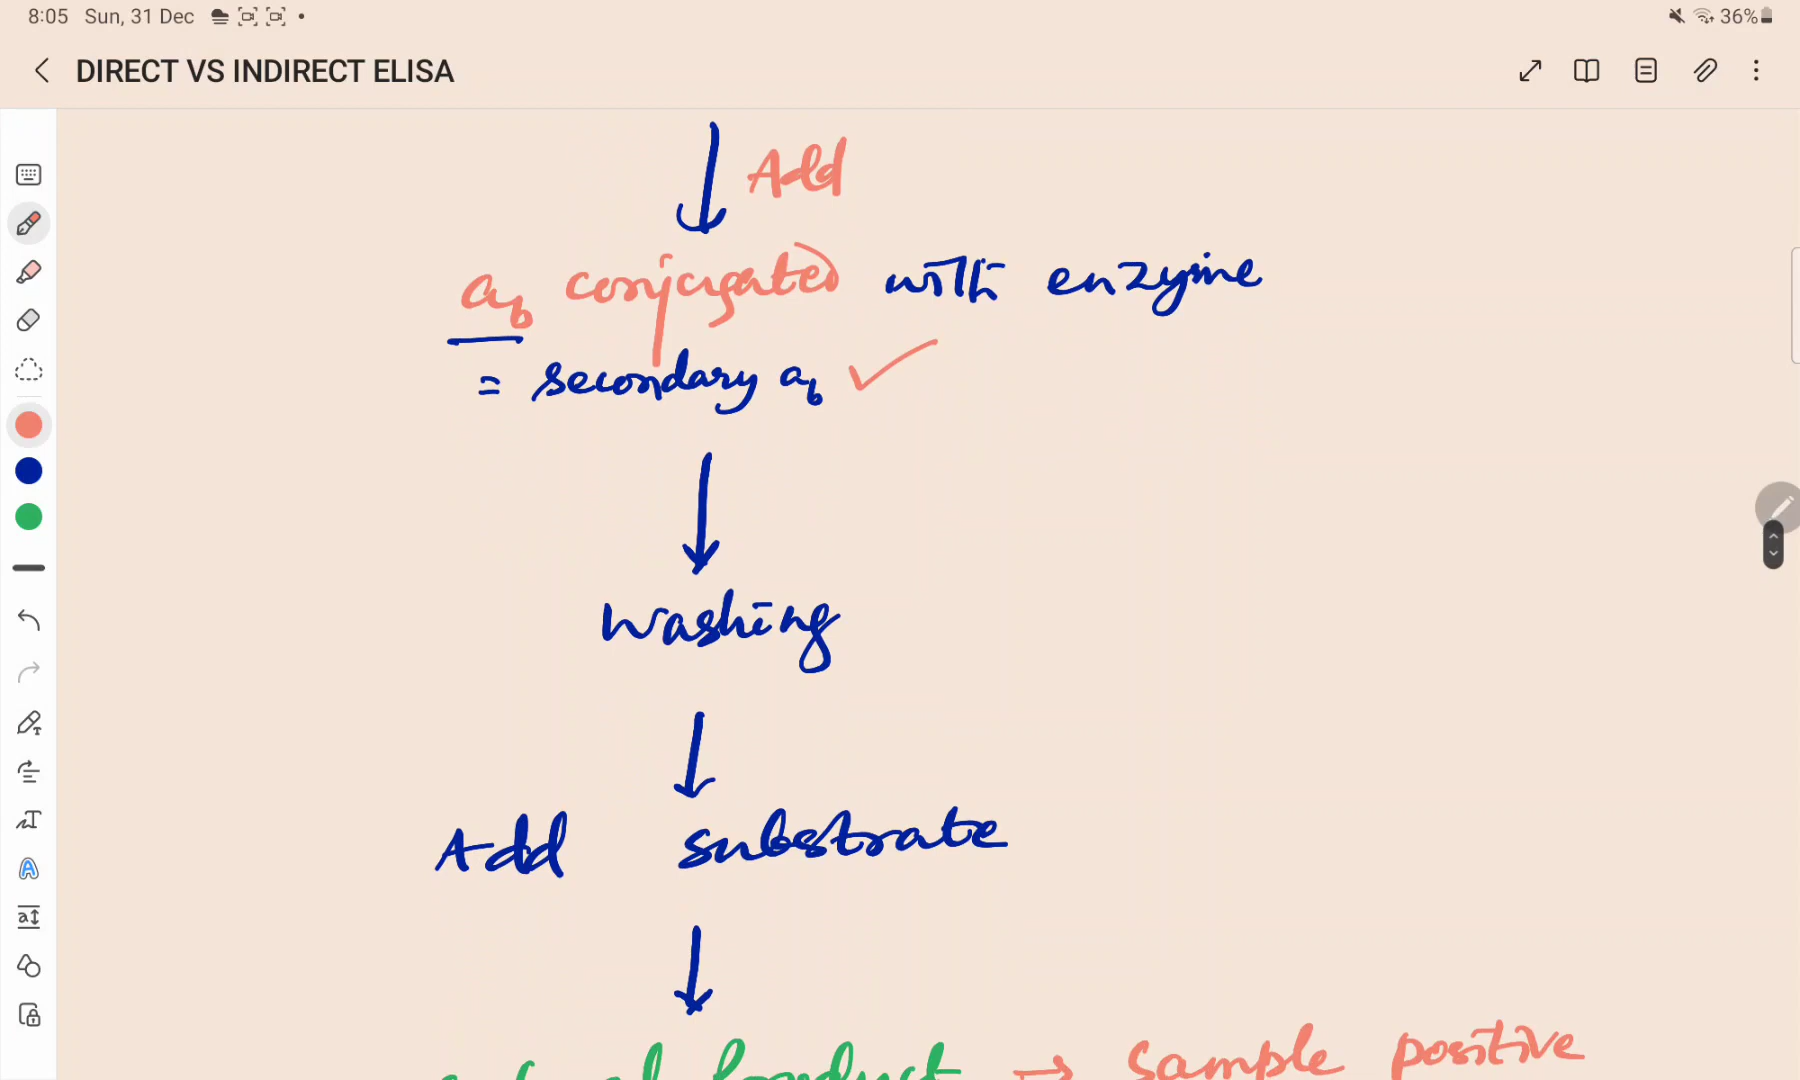 8:05 Sun, 31 Dec
36%
DIRECT VS INDIRECT ELISA
Add
ab conjugated with enzyme
= secondary ab
washing
Add substrate
product → sample positive